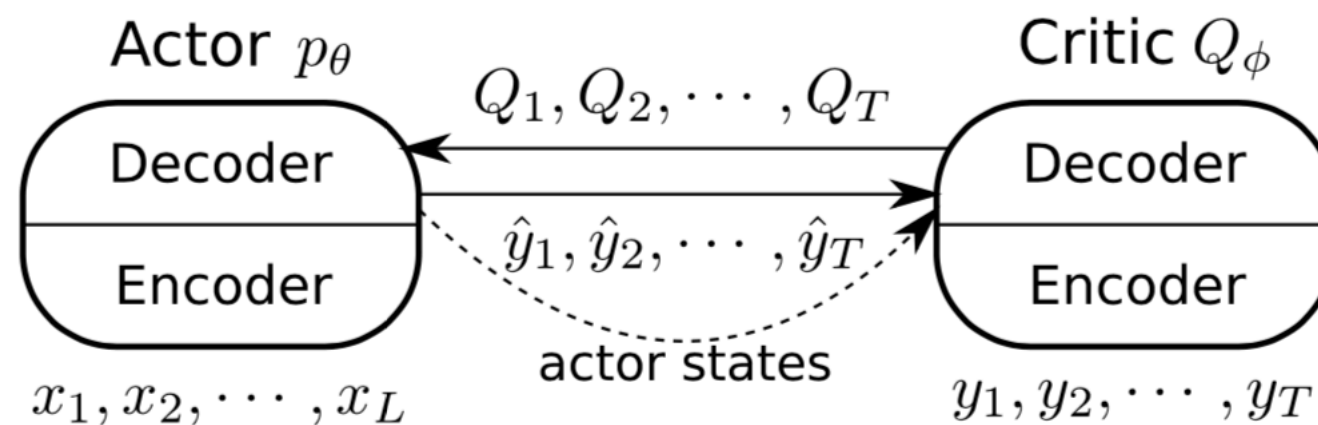 Actor p_θ
Critic Q_ϕ
Q_1, Q_2, ⋯ , Q_T
Decoder
Decoder
ŷ_1, ŷ_2, ⋯ , ŷ_T
Encoder
Encoder
actor states
x_1, x_2, ⋯ , x_L
y_1, y_2, ⋯ , y_T